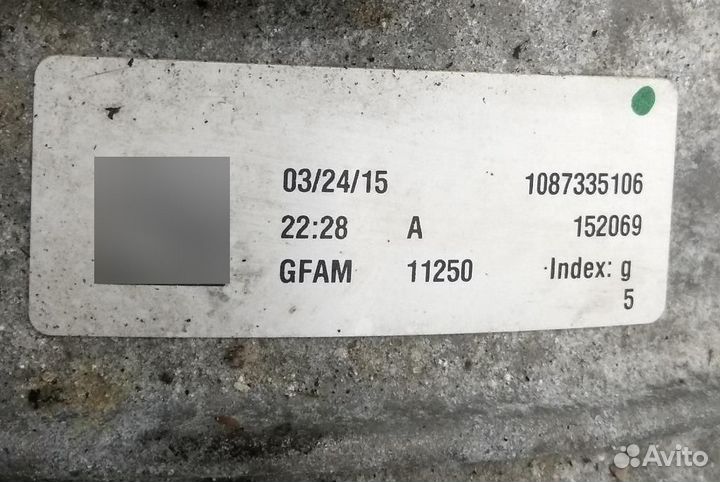 03/24/15 1087335106
22:28 A 152069
GFAM 11250 Index: g
5
Avito